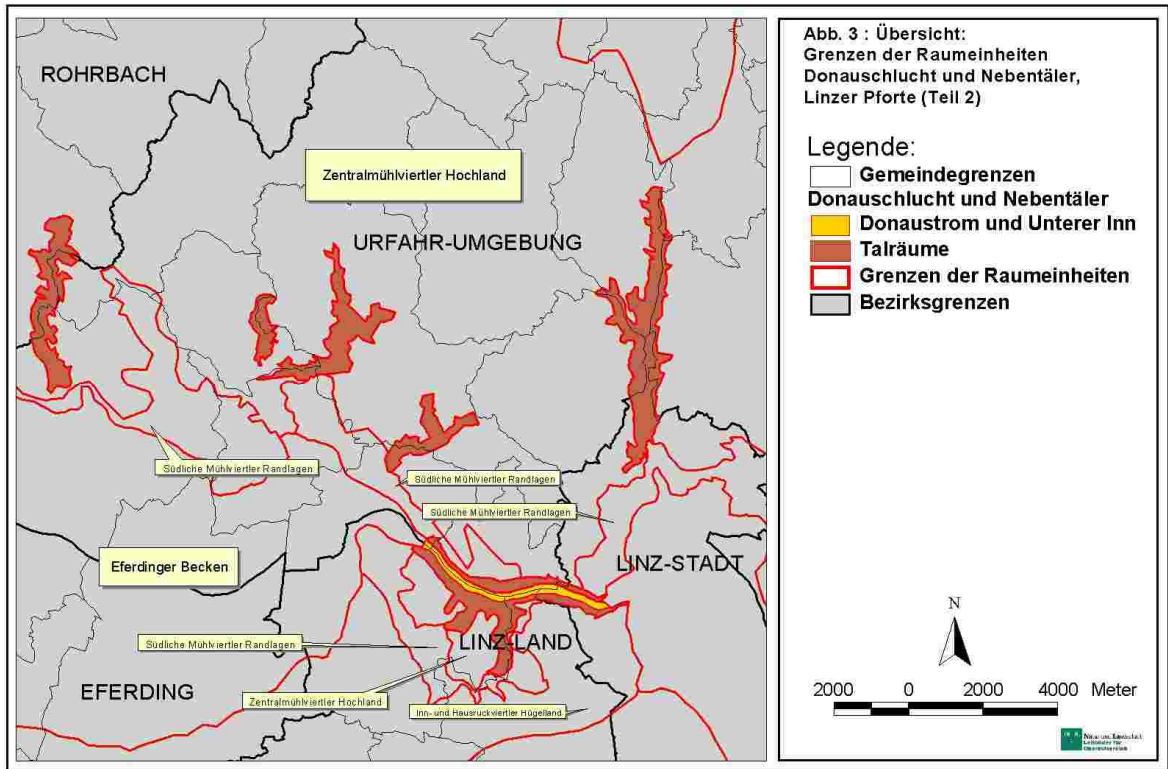 ROHRBACH
Zentralmühlviertler Hochland
URFAHR-UMGEBUNG
Südliche Mühlviertler Randlagen
Südliche Mühlviertler Randlagen
Südliche Mühlviertler Randlagen
Eferdinger Becken
LINZ-STADT
Südliche Mühlviertler Randlagen
LINZ-LAND
EFERDING
Zentralmühlviertler Hochland
Inn- und Hausruckviertler Hügelland
Abb. 3 : Übersicht:
Grenzen der Raumeinheiten
Donauschlucht und Nebentäler,
Linzer Pforte (Teil 2)
Legende:
Gemeindegrenzen
Donauschlucht und Nebentäler
Donaustrom und Unterer Inn
Talräume
Grenzen der Raumeinheiten
Bezirksgrenzen
N
2000 0 2000 4000 Meter